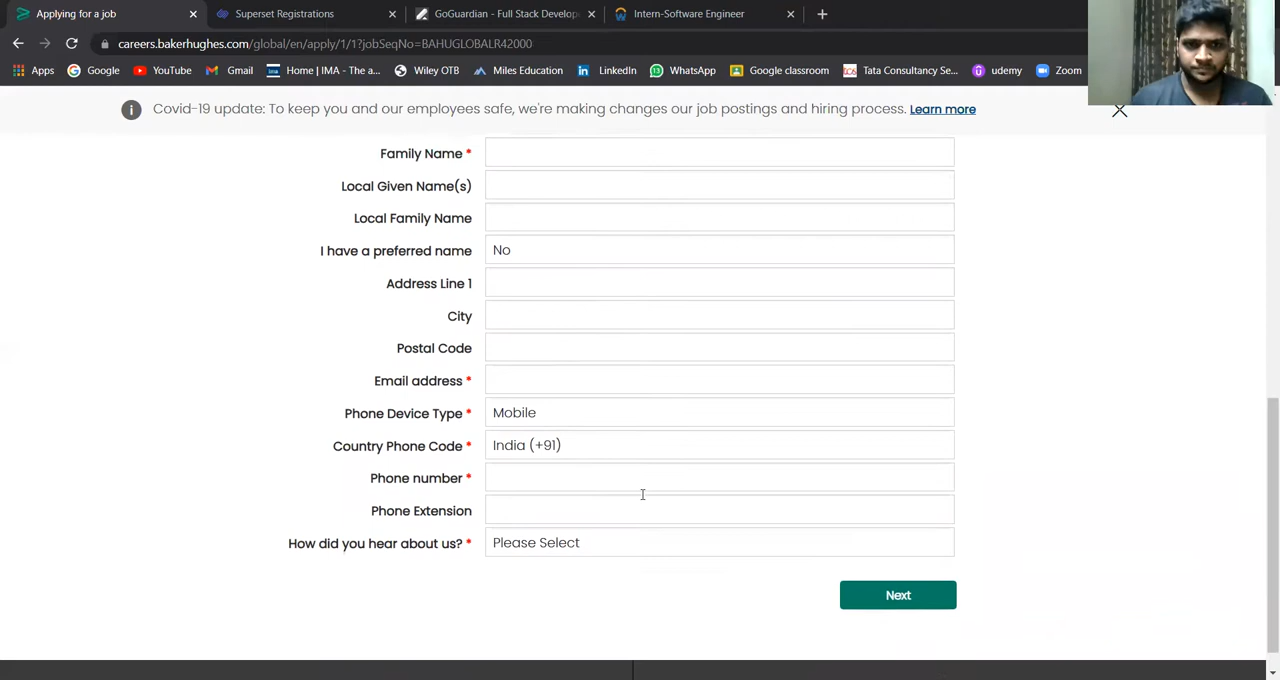 Applying for a job
Superset Registrations
GoGuardian - Full Stack Develop
Intern-Software Engineer
careers.bakerhughes.com/global/en/apply/1/1?jobSeqNo=BAHUGLOBALR42000
Apps
Google
YouTube
Gmail
Home | IMA - The a...
Wiley OTB
Miles Education
LinkedIn
WhatsApp
Google classroom
Tata Consultancy Se...
udemy
Zoom
Covid-19 update: To keep you and our employees safe, we're making changes our job postings and hiring process. Learn more
Family Name *
Local Given Name(s)
Local Family Name
I have a preferred name No
Address Line 1
City
Postal Code
Email address *
Phone Device Type * Mobile
Country Phone Code * India (+91)
Phone number *
Phone Extension
How did you hear about us? * Please Select
Next